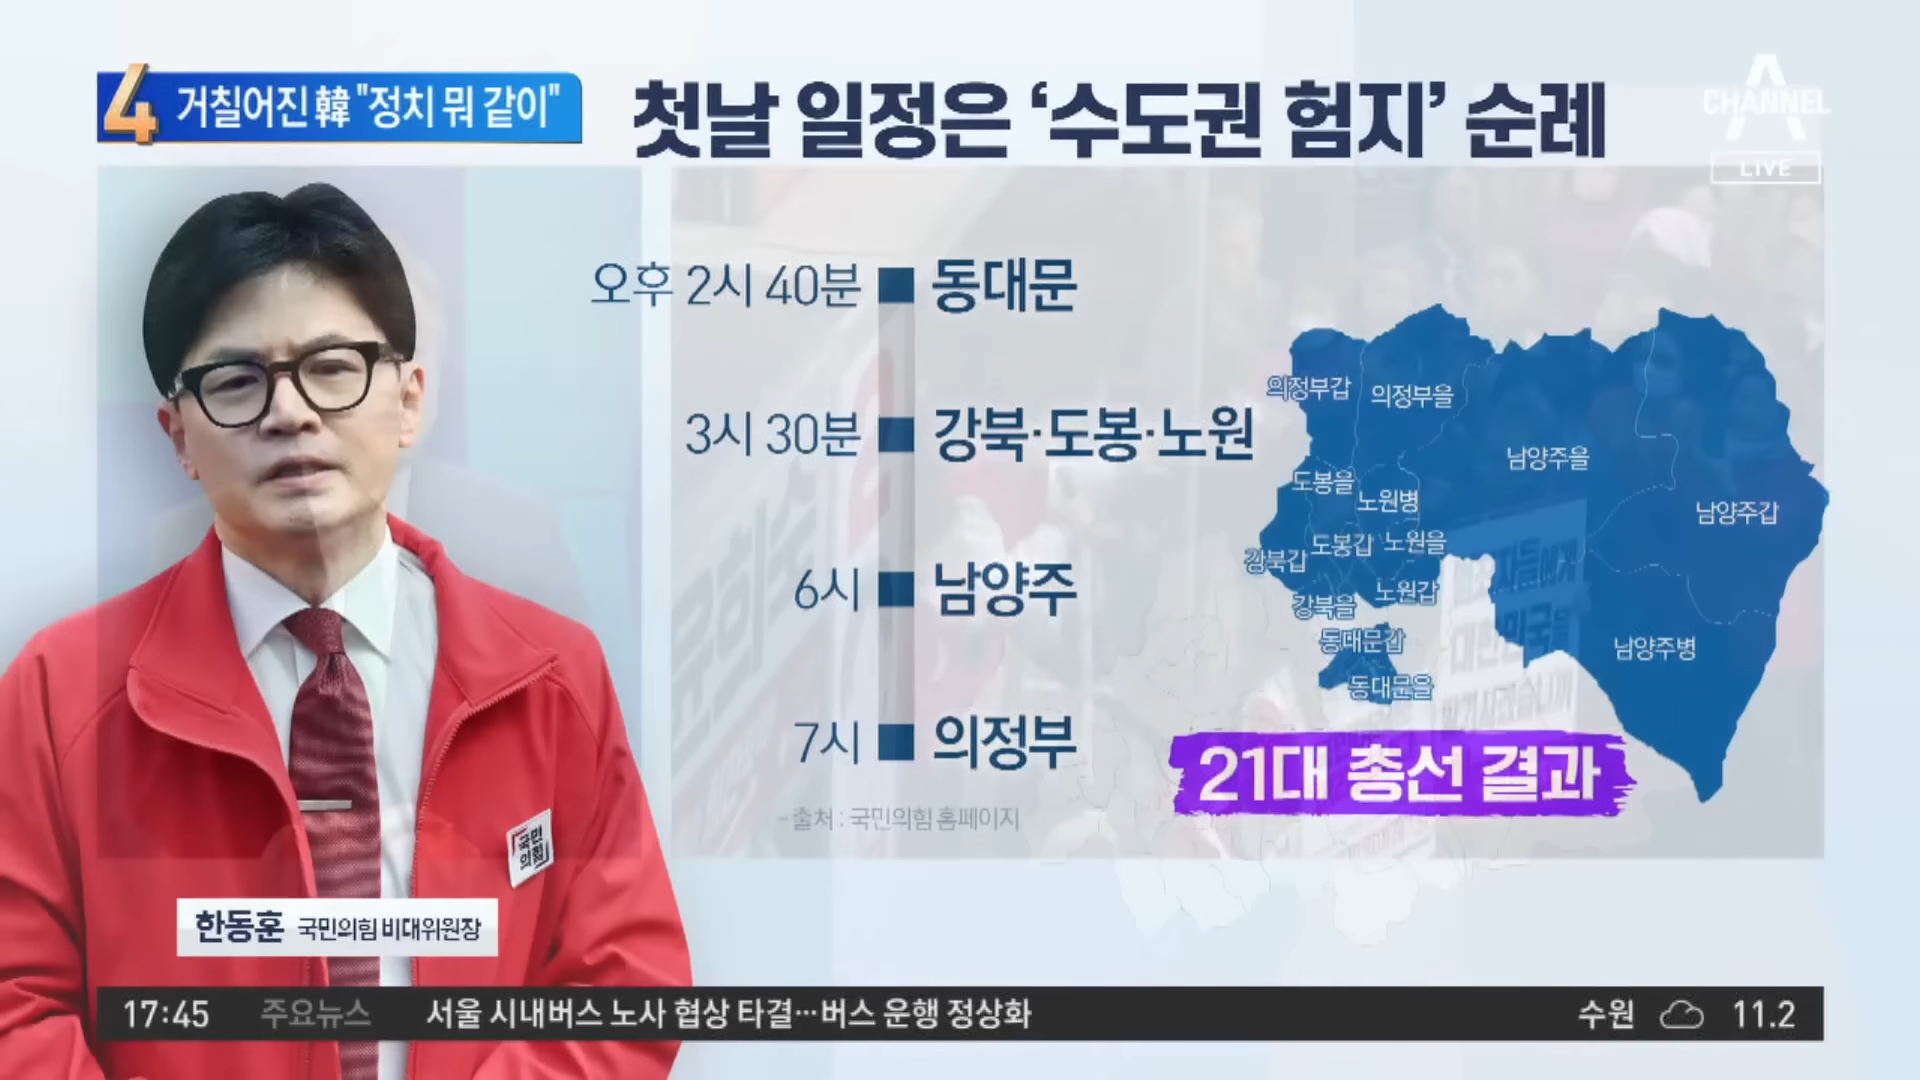 4 거칠어진 韓 "정치 뭐 같이"
첫날 일정은 ‘수도권 험지’ 순례
CHANNEL A
LIVE
오후 2시 40분 동대문
3시 30분 강북·도봉·노원
6시 남양주
7시 의정부
- 출처 : 국민의힘 홈페이지
의정부갑
의정부을
남양주을
도봉을
노원병
남양주갑
강북갑
도봉갑
노원을
강북을
노원갑
동대문갑
남양주병
동대문을
21대 총선 결과
국민
의힘
한동훈 국민의힘 비대위원장
17:45 주요뉴스 서울 시내버스 노사 협상 타결…버스 운행 정상화 수원 11.2